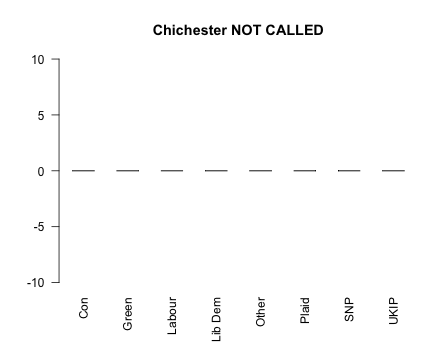 Chichester NOT CALLED
10
5
0
-5
-10
Con
Green
Labour
Lib Dem
Other
Plaid
SNP
UKIP